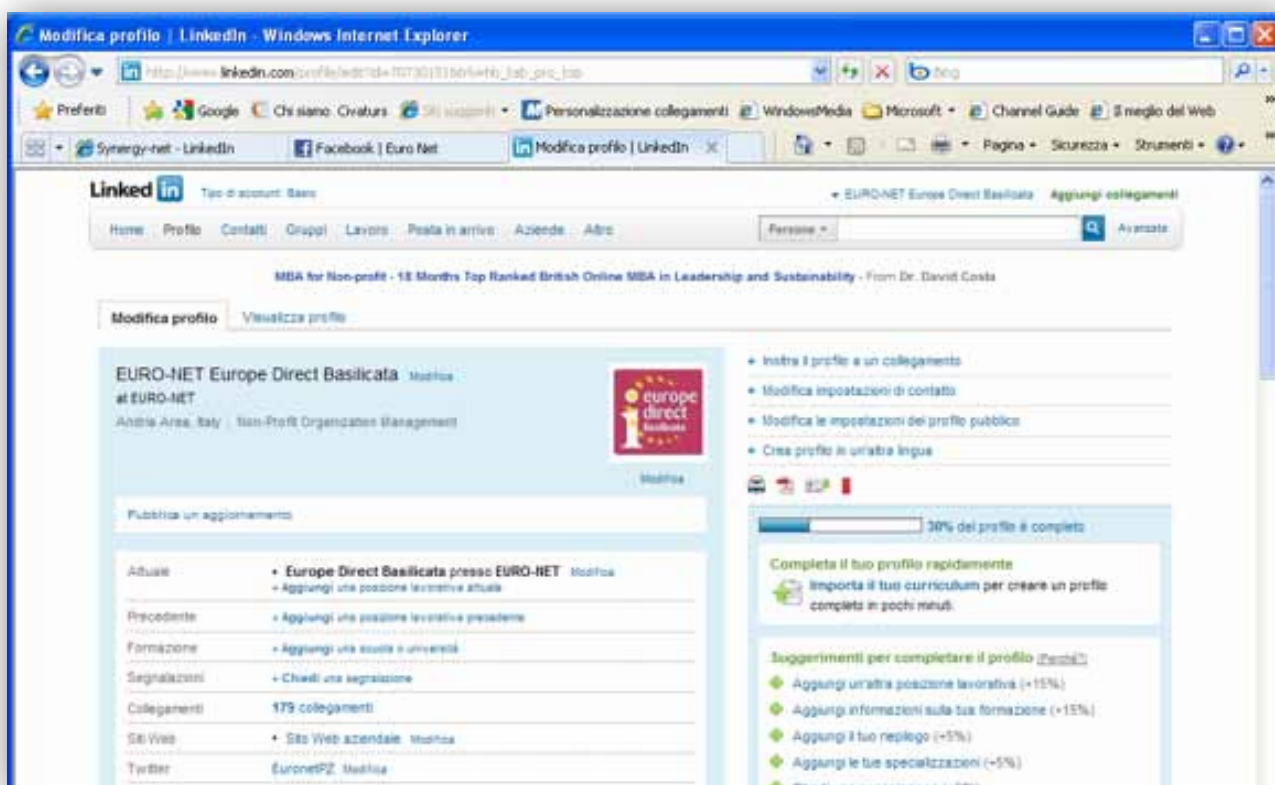 Modifica profilo | LinkedIn - Windows Internet Explorer
linkedin.com
bing
Preferiti Google Chi siamo Civatura Personalizzazione collegamenti WindowsMedia Microsoft Channel Guide Il meglio del Web
Synergy-net - LinkedIn Facebook | Euro Net Modifica profilo | LinkedIn Pagina Sicurezza Strumenti
Linked in Tipo di account: Basic EURO-NET Europe Direct Basilicata Aggiungi collegamenti
Home Profilo Contatti Gruppi Lavoro Posta in arrivo Aziende Altro Persone Avanzate
MBA for Non-profit - 18 Months Top Ranked British Online MBA in Leadership and Sustainability - From Dr. David Costa
Modifica profilo Visualizza profilo
EURO-NET Europe Direct Basilicata Modifica
at EURO-NET
Andria Area, Italy | Non-Profit Organization Management
europe
direct
basilicata
Modifica
Pubblica un aggiornamento
Attuale
• Europe Direct Basilicata presso EURO-NET Modifica
+ Aggiungi una posizione lavorativa attuale
Precedente + Aggiungi una posizione lavorativa precedente
Formazione + Aggiungi una scuola o università
Segnalazioni + Chiedi una segnalazione
Collegamenti 179 collegamenti
Siti Web • Sito Web aziendale Modifica
Twitter EuronetPZ Modifica
Inoltra il profilo a un collegamento
Modifica impostazioni di contatto
Modifica le impostazioni del profilo pubblico
Crea profilo in un'altra lingua
30% del profilo è completo
Completa il tuo profilo rapidamente
Importa il tuo curriculum per creare un profilo
completo in pochi minuti.
Suggerimenti per completare il profilo (Perché?)
Aggiungi un'altra posizione lavorativa (+15%)
Aggiungi informazioni sulla tua formazione (+15%)
Aggiungi il tuo riepilogo (+5%)
Aggiungi le tue specializzazioni (+5%)